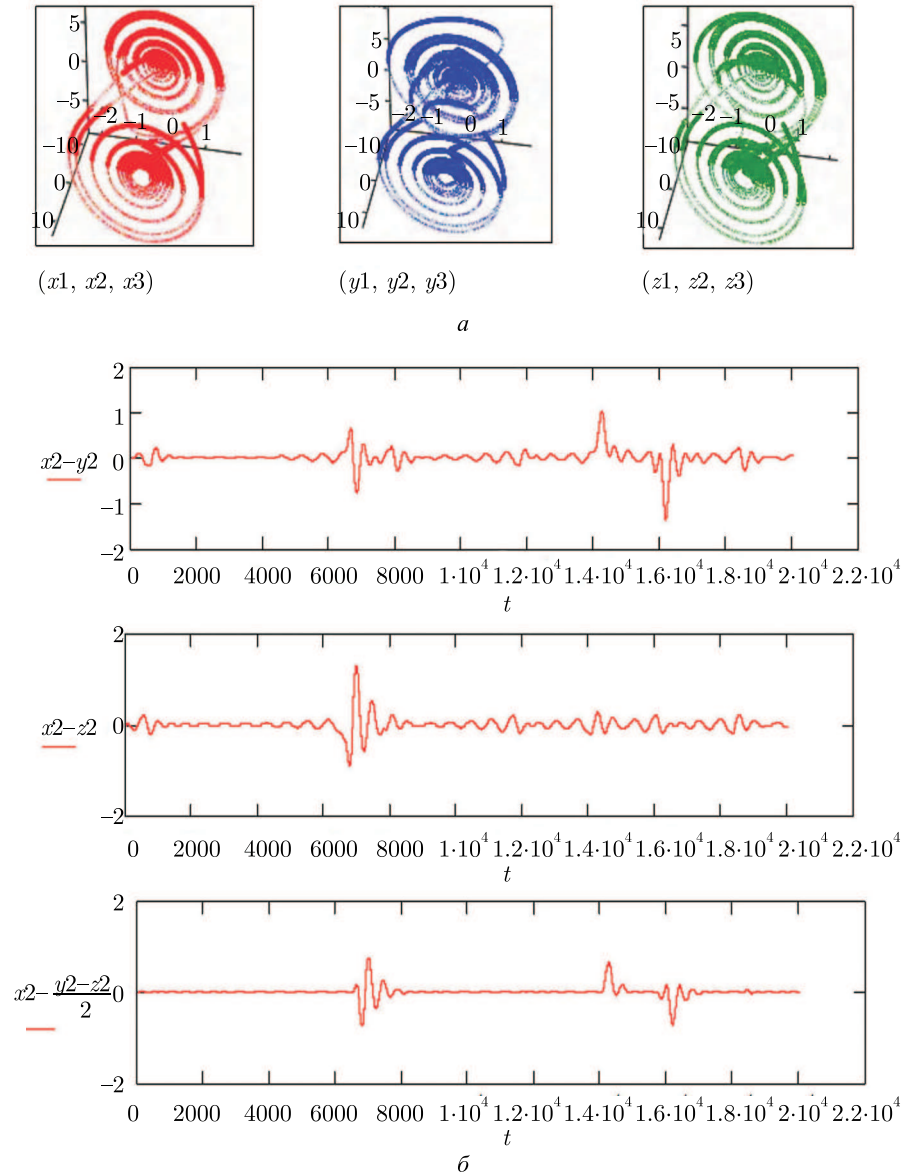 5 5 5
0 0 0
−5 −2 −1 0 1 −5 −2 −1 0 1 −5 −2 −1 0 1
−10 −10 −10
0 0 0
10 10 10
(x1, x2, x3) (y1, y2, y3) (z1, z2, z3)
а
2
1
x2−y2 0
−1
−2
0 2000 4000 6000 8000 1·10⁴ 1.2·10⁴ 1.4·10⁴ 1.6·10⁴ 1.8·10⁴ 2·10⁴ 2.2·10⁴
t
2
x2−z2 0
−2
0 2000 4000 6000 8000 1·10⁴ 1.2·10⁴ 1.4·10⁴ 1.6·10⁴ 1.8·10⁴ 2·10⁴ 2.2·10⁴
t
2
y2−z2
x2− 0
2
−2
0 2000 4000 6000 8000 1·10⁴ 1.2·10⁴ 1.4·10⁴ 1.6·10⁴ 1.8·10⁴ 2·10⁴ 2.2·10⁴
t
б